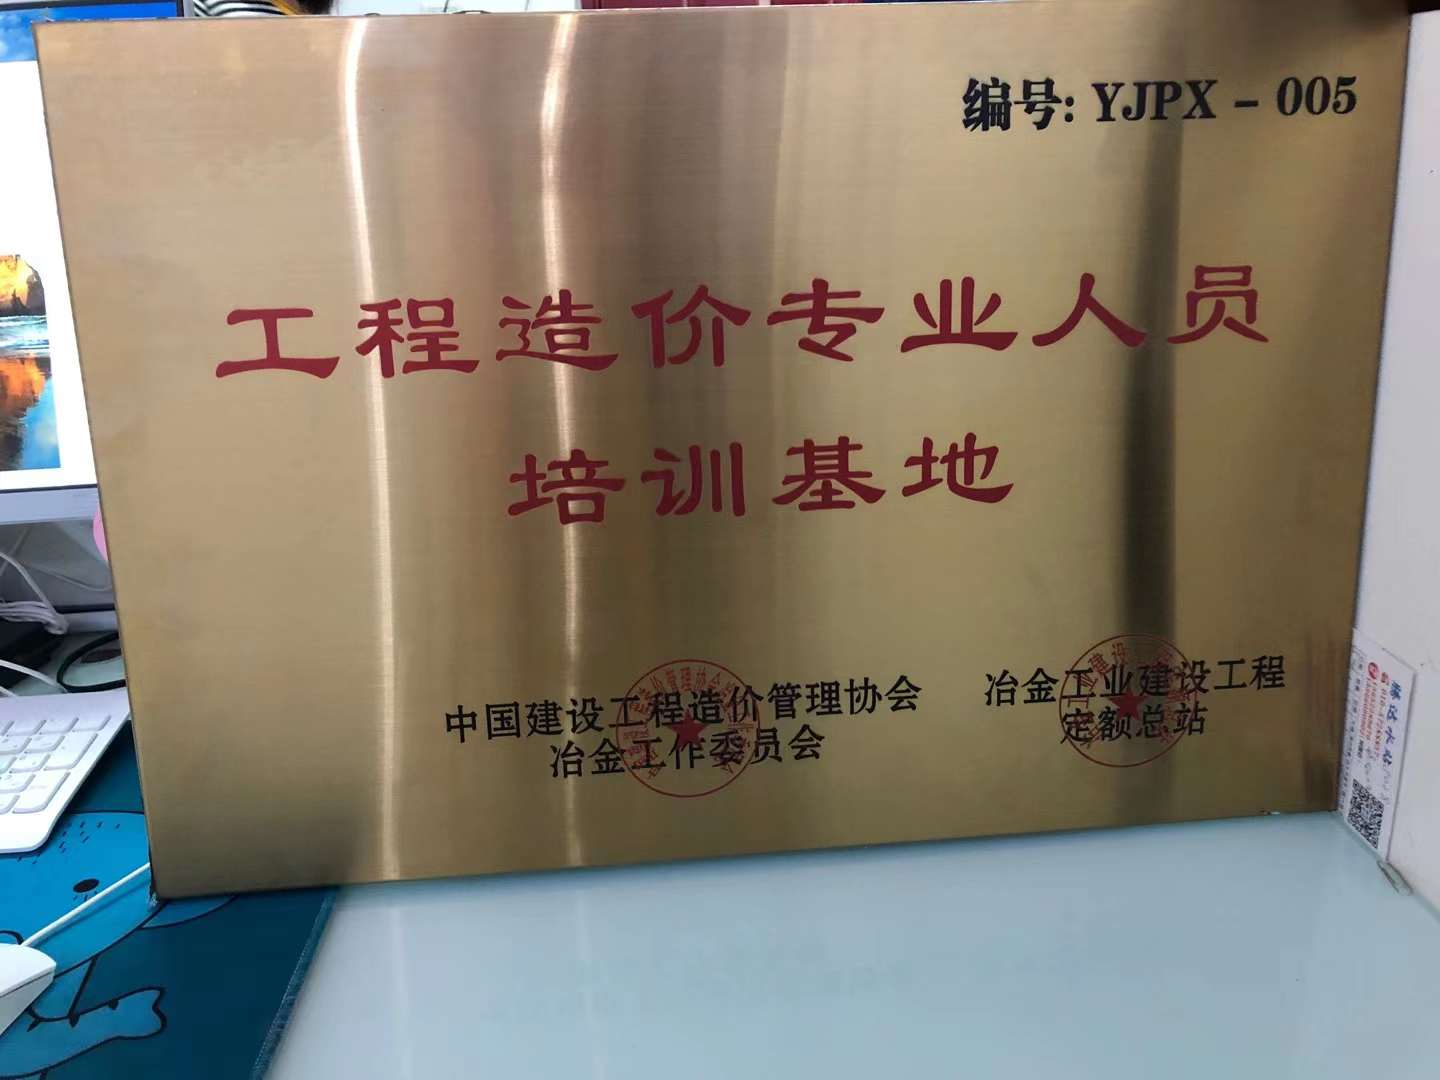 编号: YJPX - 005
工程造价专业人员
培训基地
中国建设工程造价管理协会
冶金工作委员会
冶金工业建设工程
定额总站